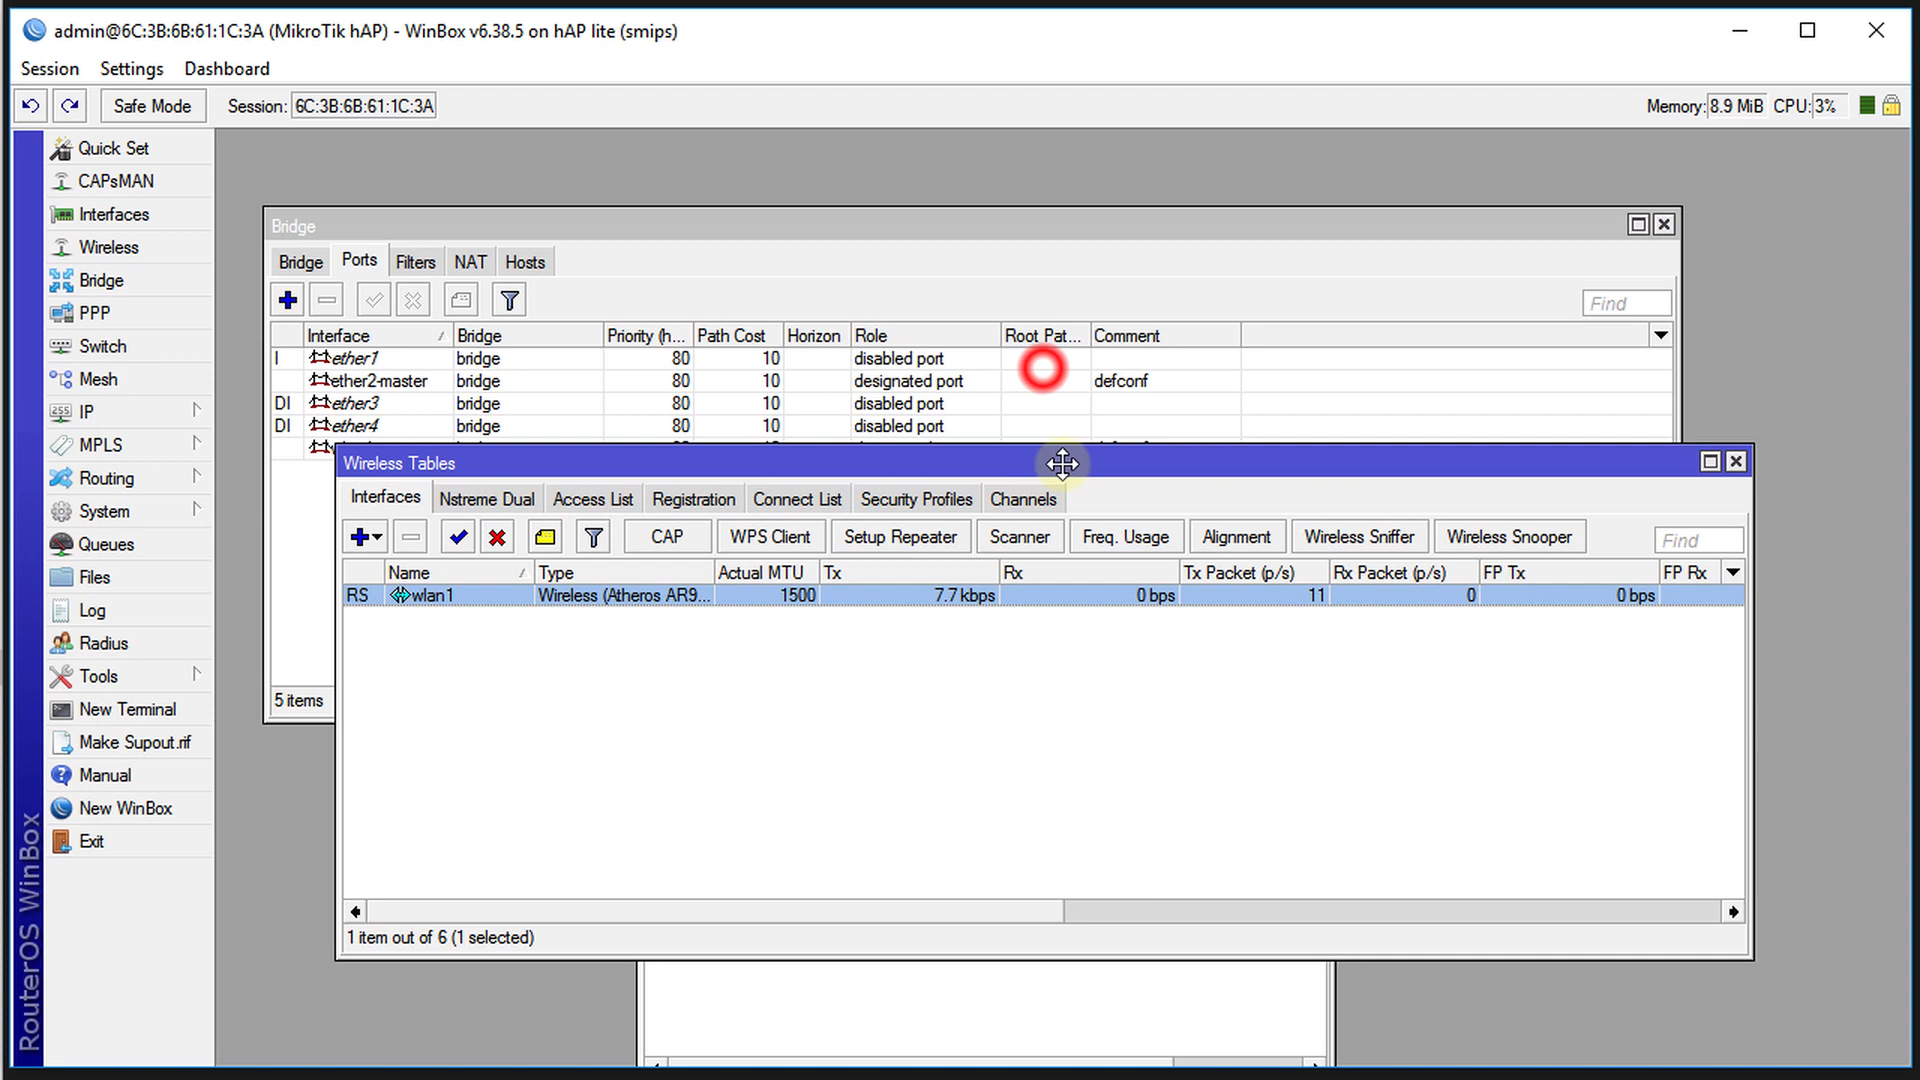 admin@6C:3B:6B:61:1C:3A (MikroTik hAP) - WinBox v6.38.5 on hAP lite (smips)
Session Settings Dashboard
Safe Mode Session: 6C:3B:6B:61:1C:3A Memory: 8.9 MiB CPU: 3%
Quick Set
CAPsMAN
Interfaces
Wireless
Bridge
PPP
Switch
Mesh
255 IP
MPLS
Routing
System
Queues
Files
Log
Radius
Tools
New Terminal
Make Supout.rif
Manual
New WinBox
Exit
RouterOS WinBox
Bridge
Bridge Ports Filters NAT Hosts
Find
Interface Bridge Priority (h... Path Cost Horizon Role Root Pat... Comment
I ether1 bridge 80 10 disabled port
ether2-master bridge 80 10 designated port defconf
DI ether3 bridge 80 10 disabled port
DI ether4 bridge 80 10 disabled port
5 items
Wireless Tables
Interfaces Nstreme Dual Access List Registration Connect List Security Profiles Channels
CAP WPS Client Setup Repeater Scanner Freq. Usage Alignment Wireless Sniffer Wireless Snooper Find
Name Type Actual MTU Tx Rx Tx Packet (p/s) Rx Packet (p/s) FP Tx FP Rx
RS wlan1 Wireless (Atheros AR9... 1500 7.7 kbps 0 bps 11 0 0 bps
1 item out of 6 (1 selected)